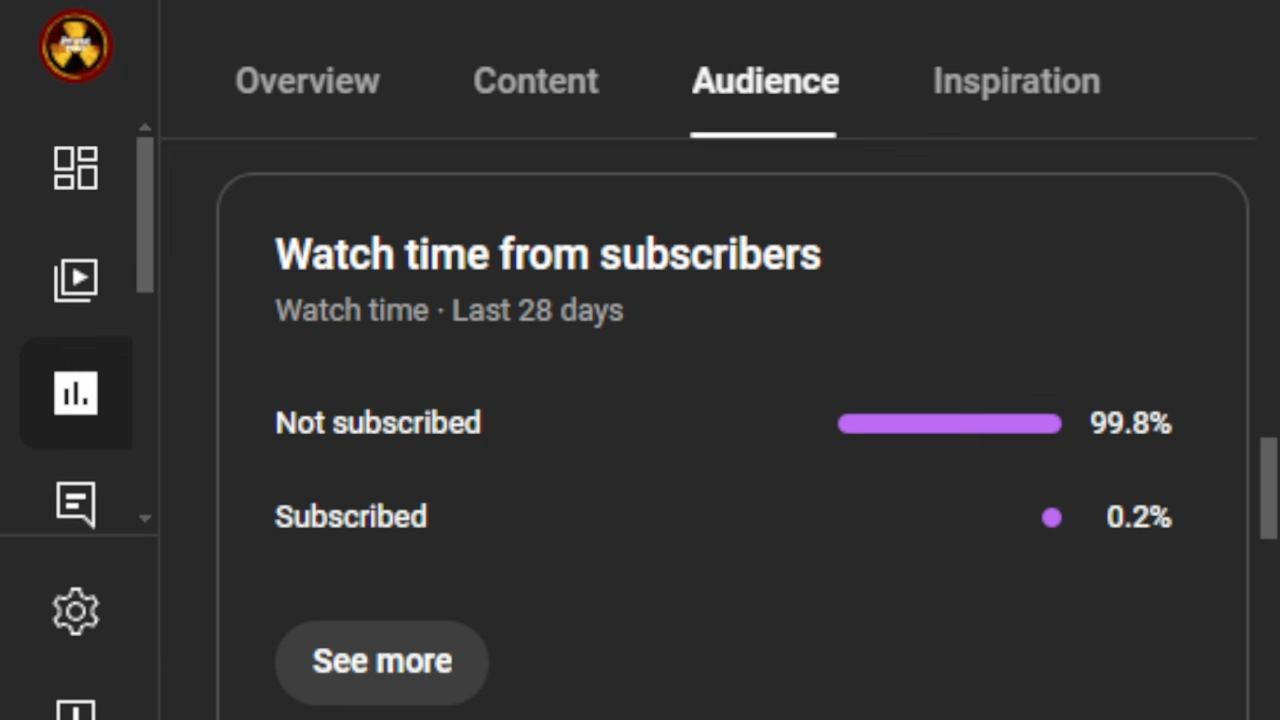 Overview
Content
Audience
Inspiration
Watch time from subscribers
Watch time · Last 28 days
Not subscribed
99.8%
Subscribed
0.2%
See more